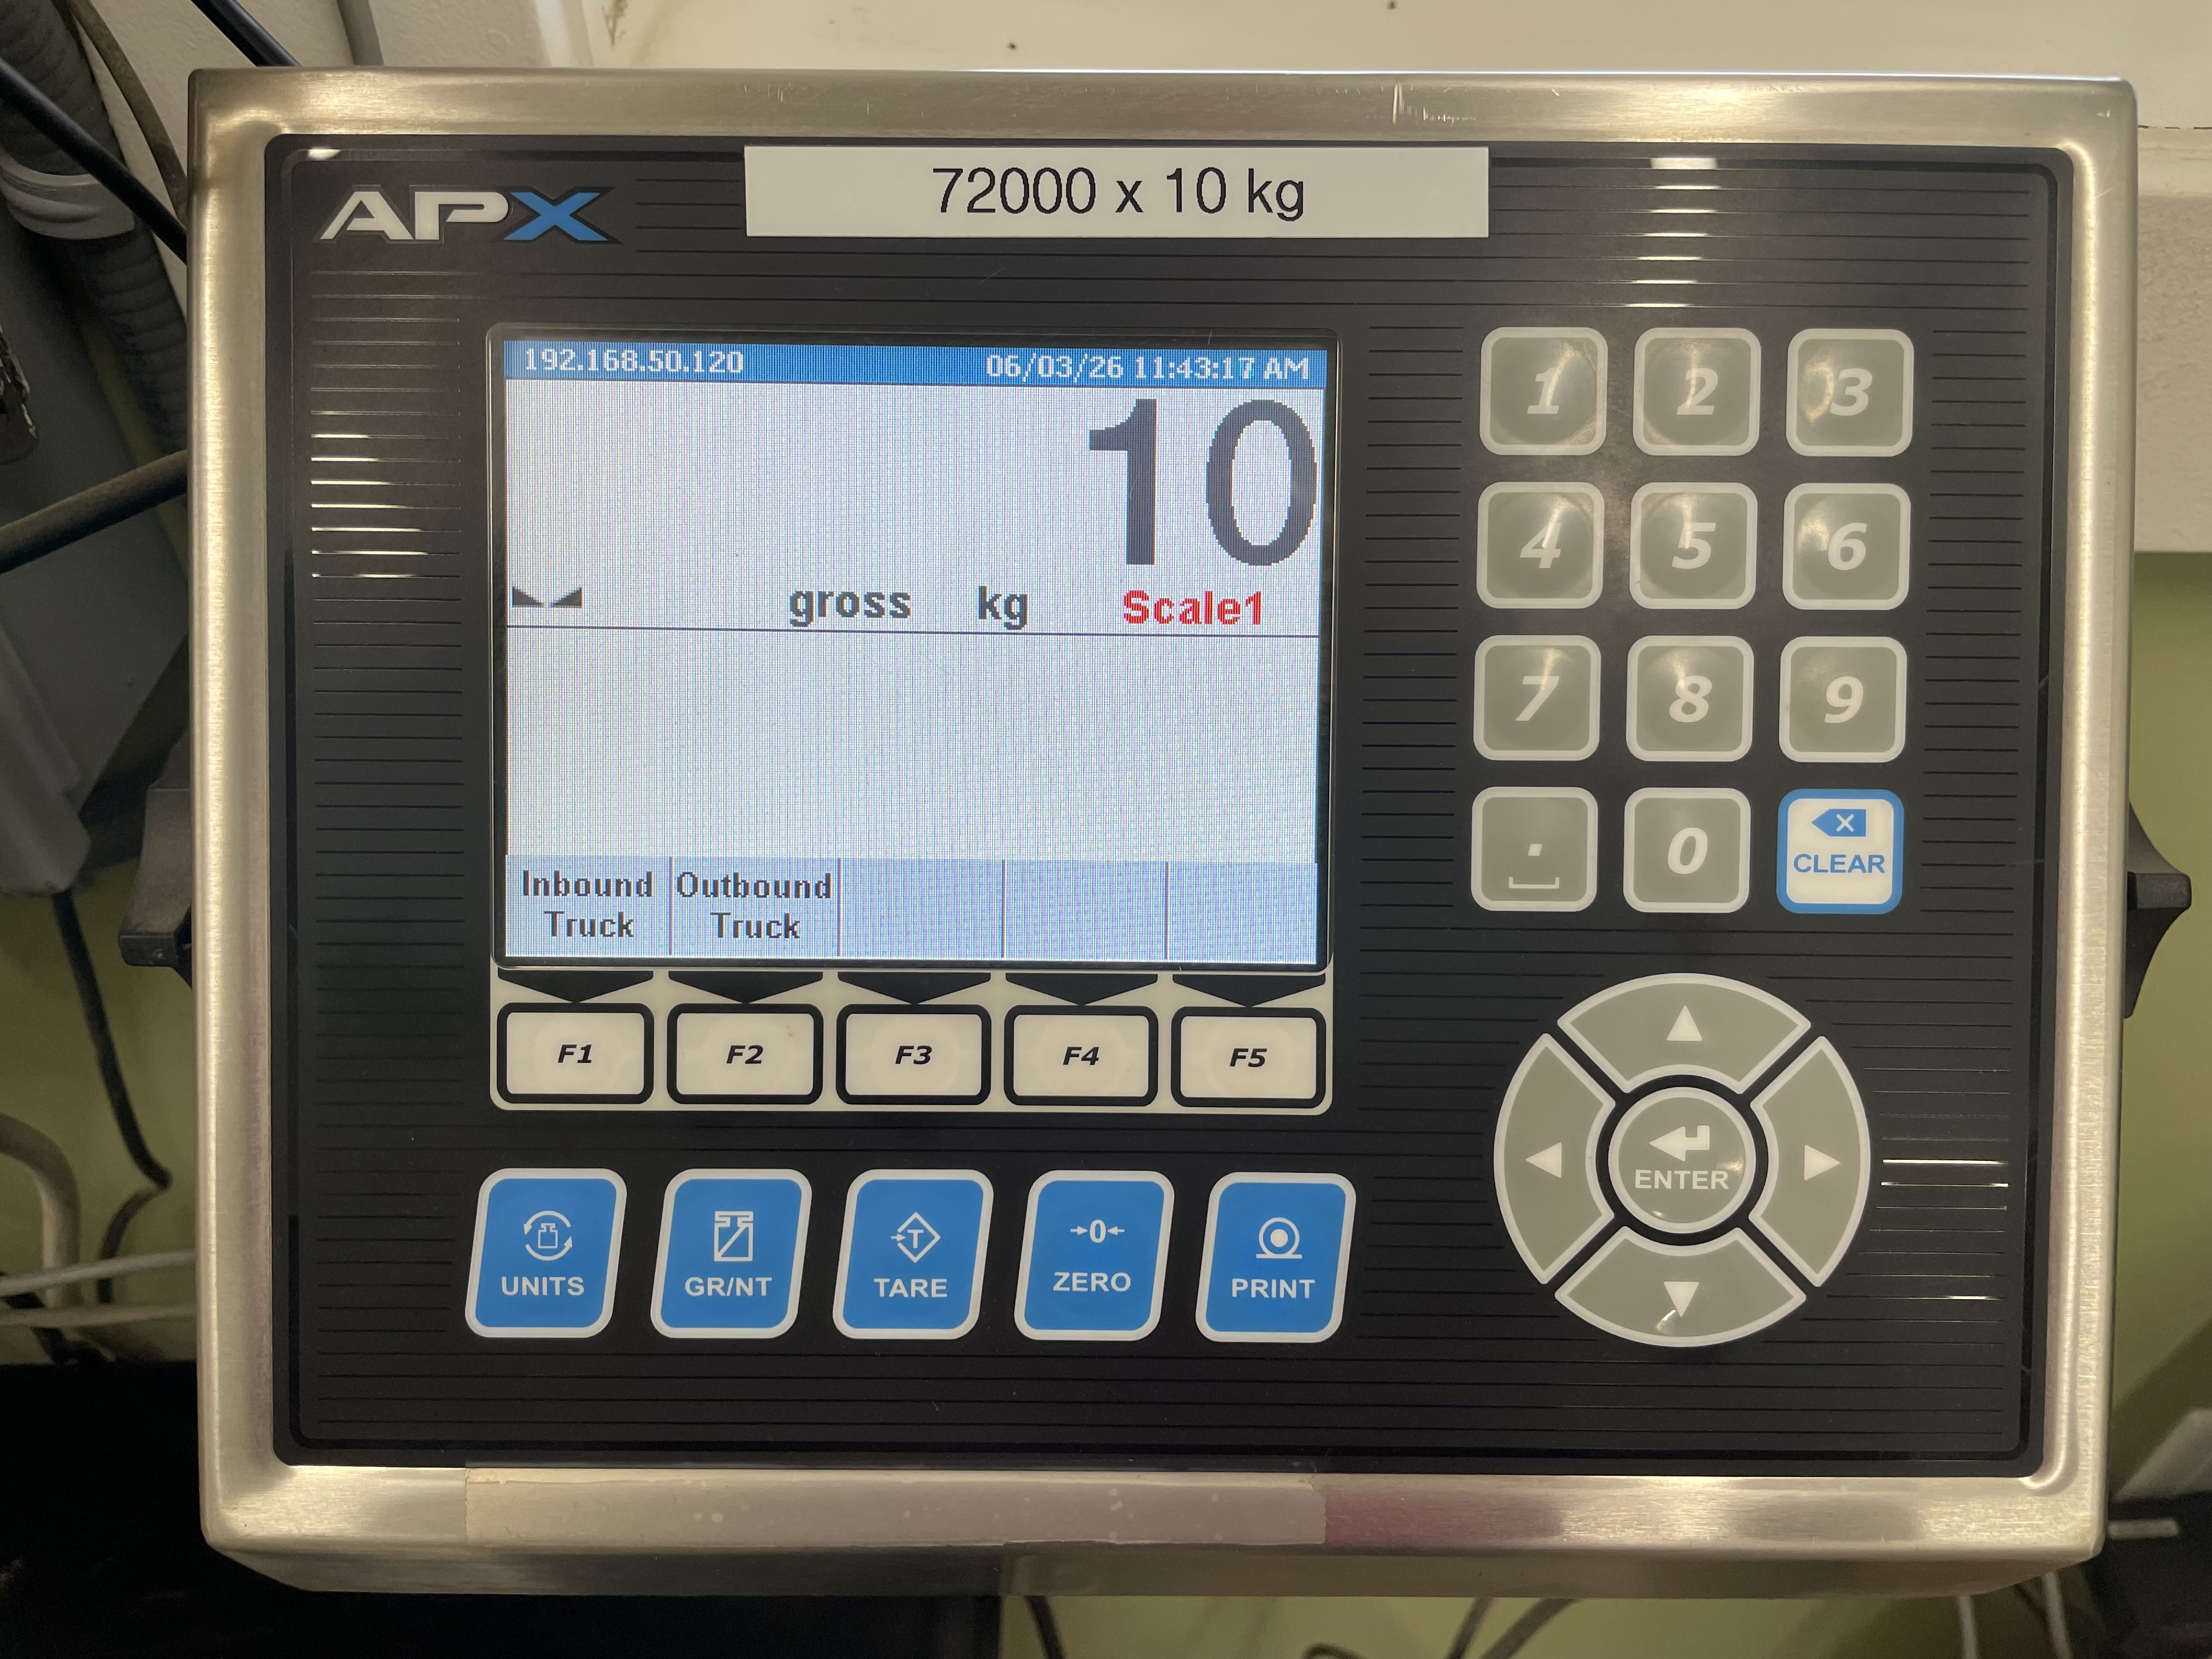 APX
72000 x 10 kg
192.168.50.120 06/03/26 11:43:17 AM
10
gross kg Scale1
Inbound Truck
Outbound Truck
F1 F2 F3 F4 F5
UNITS GR/NT TARE ZERO PRINT
1 2 3
4 5 6
7 8 9
. 0 CLEAR
ENTER